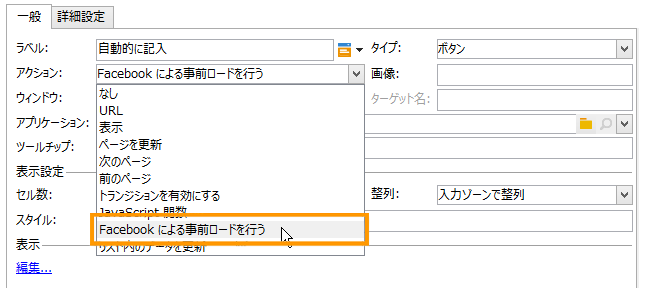 一般 詳細設定
ラベル: 自動的に記入 タイプ: ボタン
アクション: Facebook による事前ロードを行う 画像:
ウィンドウ: ターゲット名:
アプリケーション:
ツールチップ:
表示設定
セル数: 整列: 入力ゾーンで整列
スタイル:
表示
編集...
なし
URL
表示
ページを更新
次のページ
前のページ
トランジションを有効にする
JavaScript 関数
Facebook による事前ロードを行う
リスト内のデータを更新